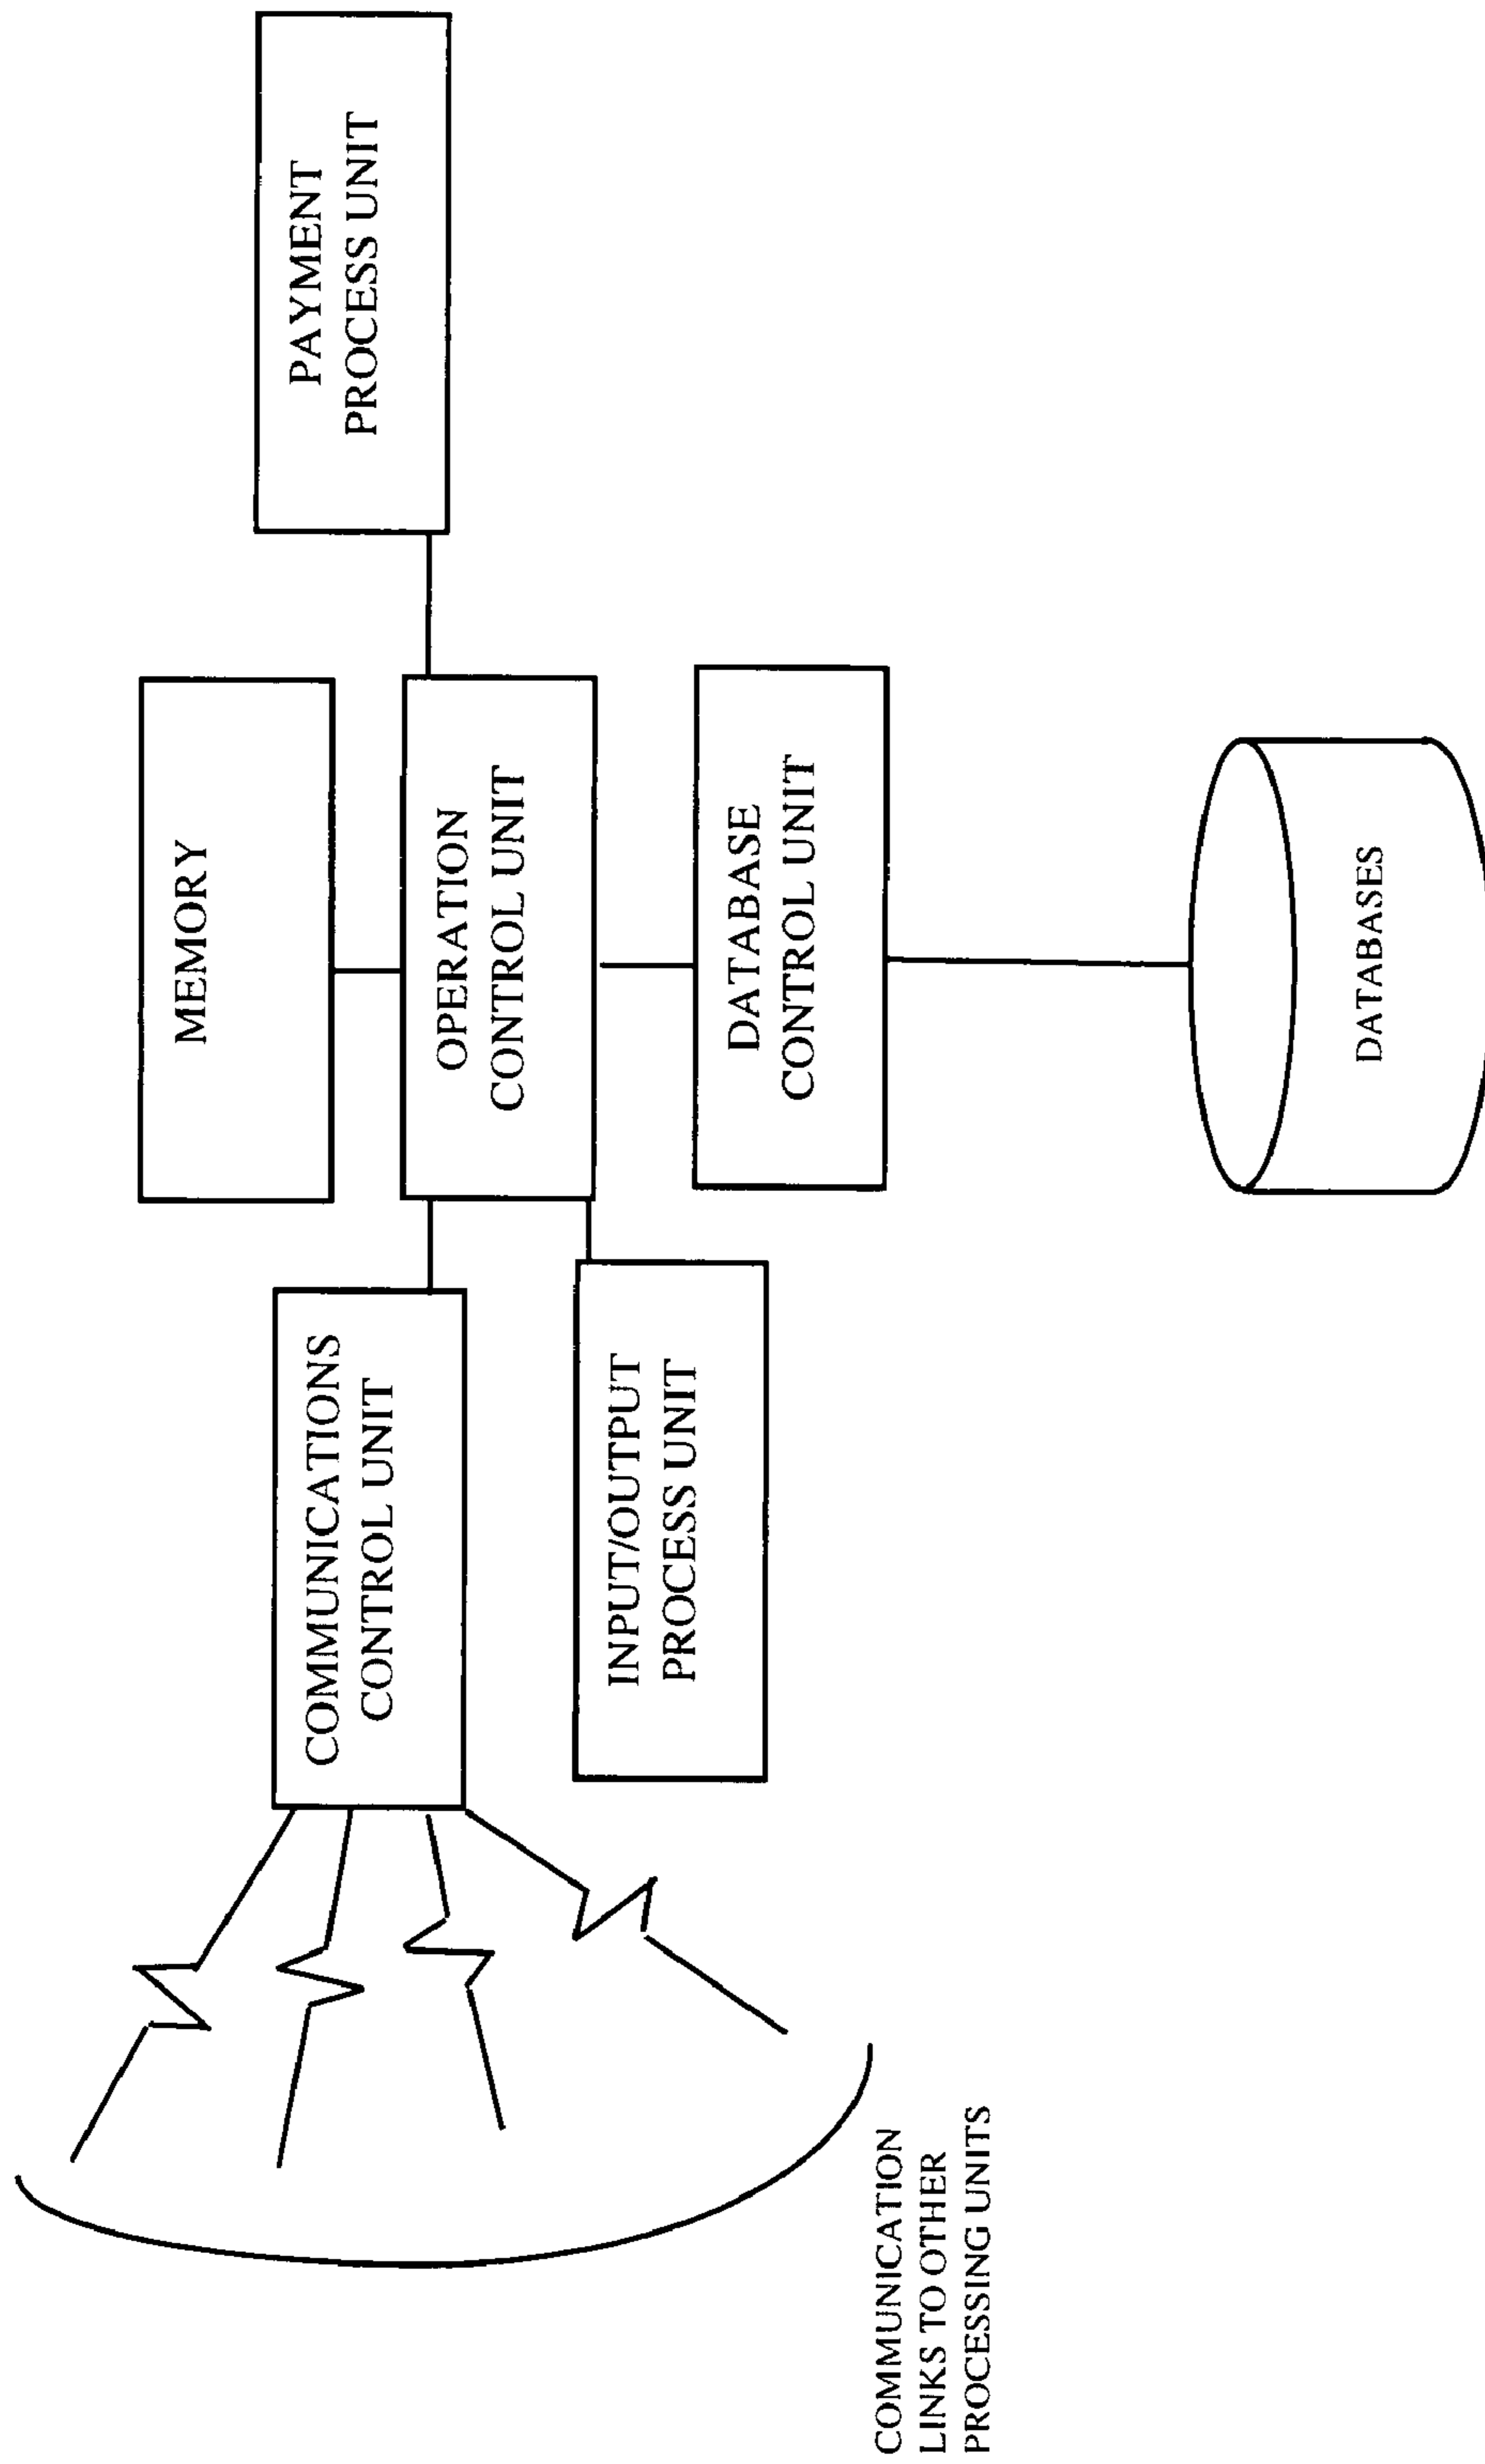 MEMORY
PAYMENT
PROCESS UNIT
COMMUNICATIONS
CONTROL UNIT
OPERATION
CONTROL UNIT
INPUT/OUTPUT
PROCESS UNIT
DATABASE
CONTROL UNIT
COMMUNICATION
LINKS TO OTHER
PROCESSING UNITS
DATABASES